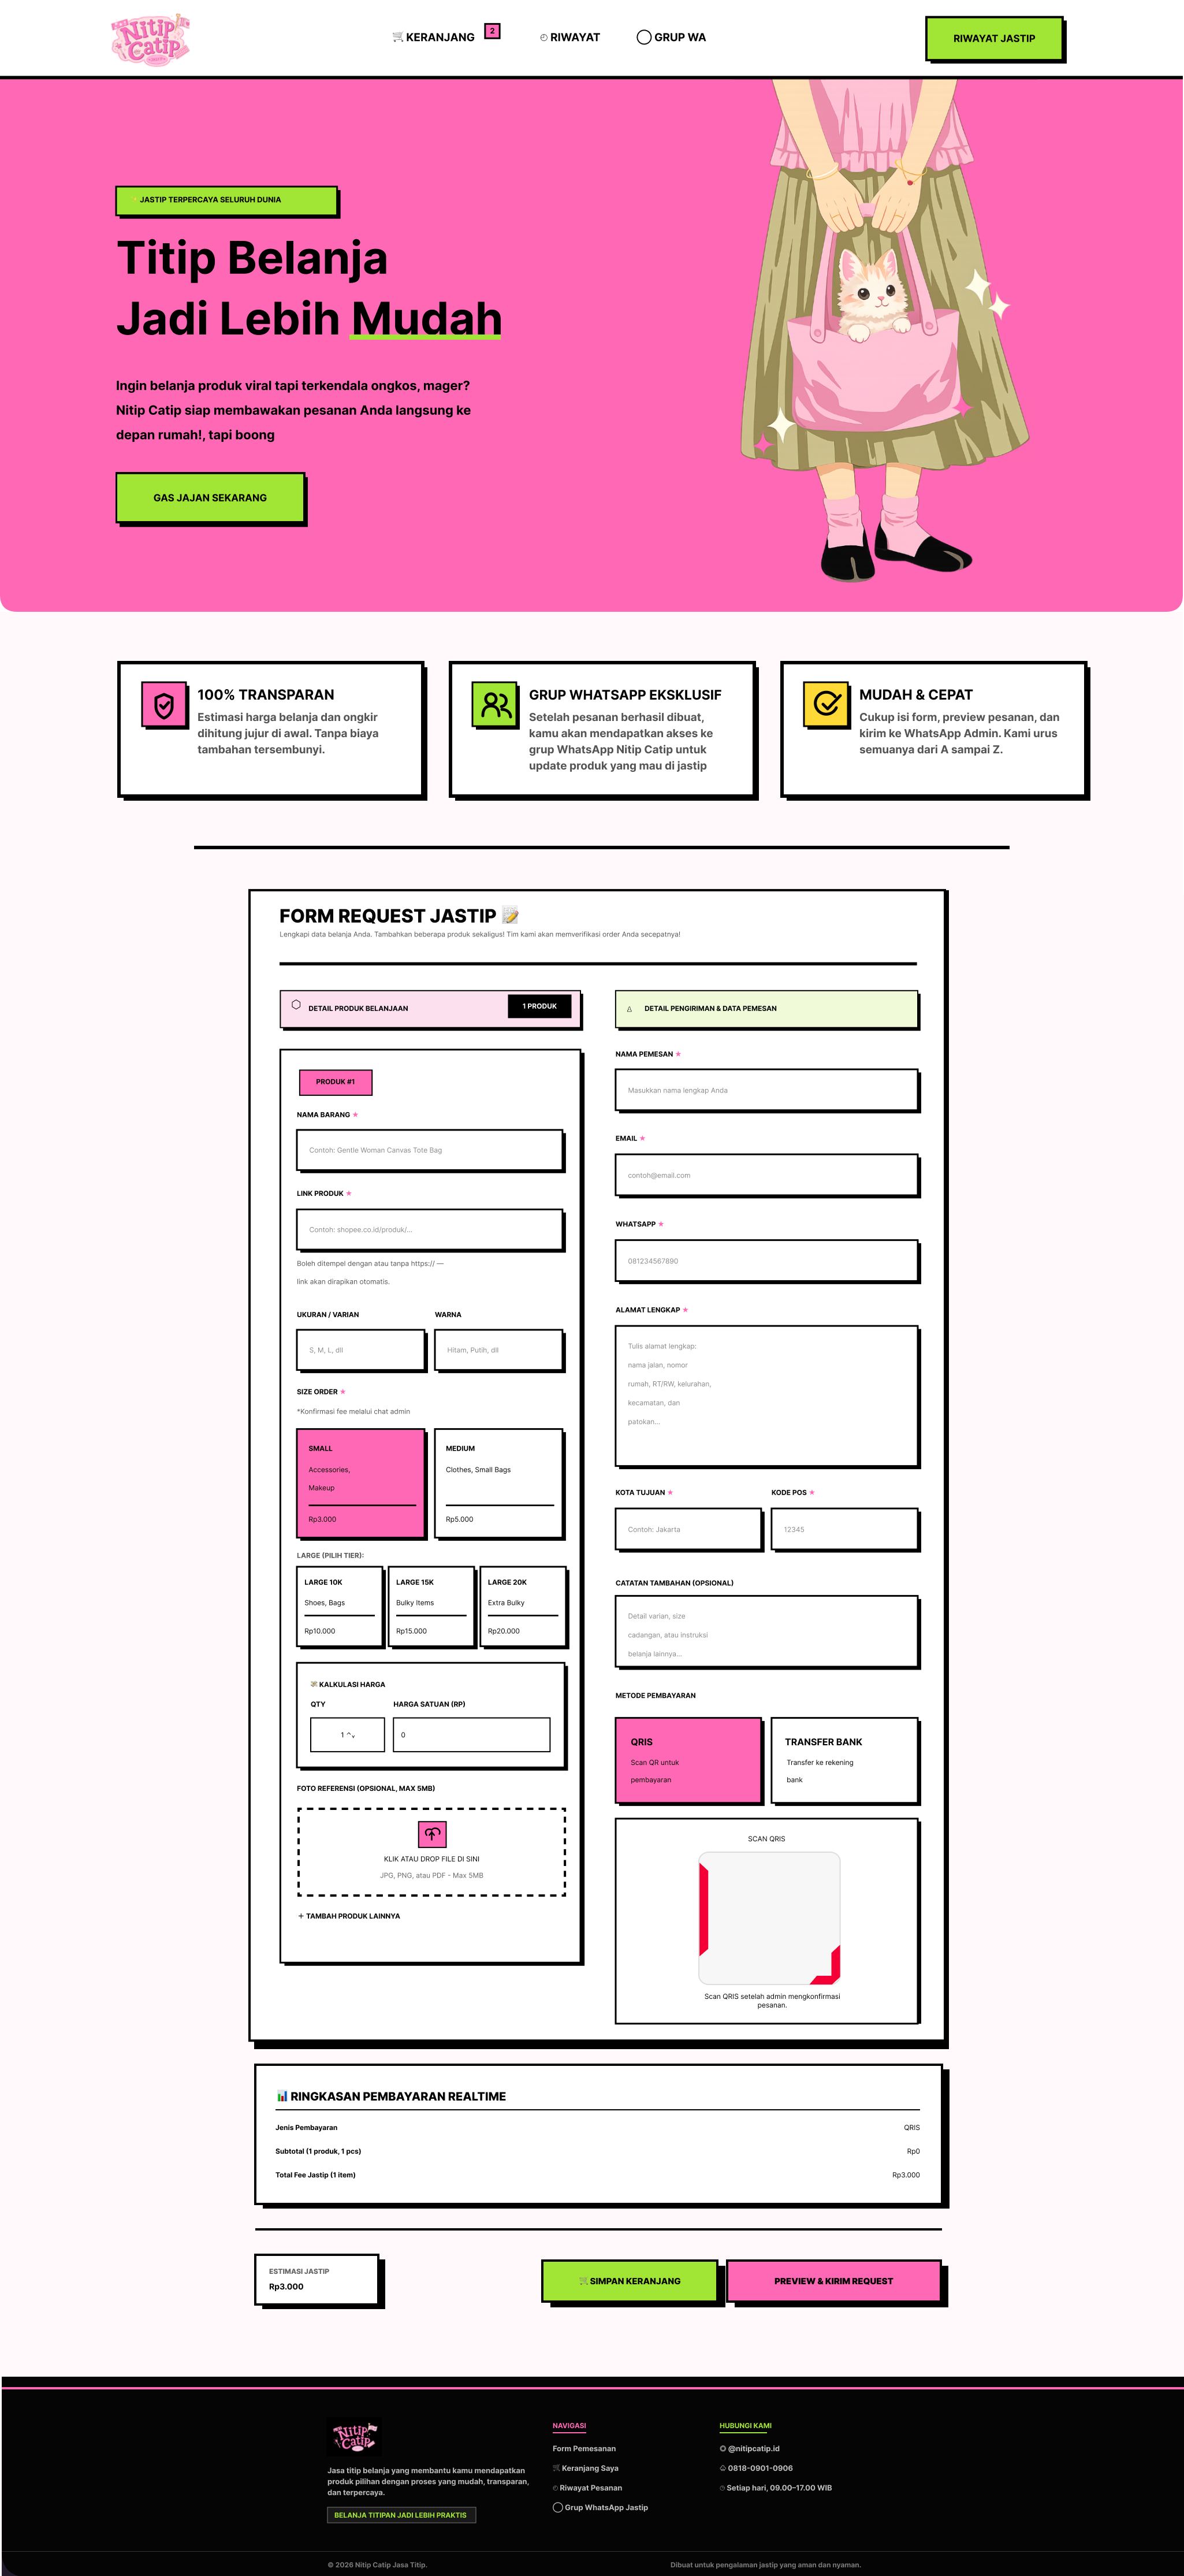 Nitip
Catip
KERANJANG
2
RIWAYAT
GRUP WA
RIWAYAT JASTIP
JASTIP TERPERCAYA SELURUH DUNIA
Titip Belanja
Jadi Lebih Mudah
Ingin belanja produk viral tapi terkendala ongkos, mager?
Nitip Catip siap membawakan pesanan Anda langsung ke
depan rumah!, tapi boong
GAS JAJAN SEKARANG
100% TRANSPARAN
Estimasi harga belanja dan ongkir
dihitung jujur di awal. Tanpa biaya
tambahan tersembunyi.
GRUP WHATSAPP EKSKLUSIF
Setelah pesanan berhasil dibuat,
kamu akan mendapatkan akses ke
grup WhatsApp Nitip Catip untuk
update produk yang mau di jastip
MUDAH & CEPAT
Cukup isi form, preview pesanan, dan
kirim ke WhatsApp Admin. Kami urus
semuanya dari A sampai Z.
FORM REQUEST JASTIP 📝
Lengkapi data belanja Anda. Tambahkan beberapa produk sekaligus! Tim kami akan memverifikasi order Anda secepatnya!
DETAIL PRODUK BELANJAAN
1 PRODUK
PRODUK #1
NAMA BARANG ★
Contoh: Gentle Woman Canvas Tote Bag
LINK PRODUK ★
Contoh: shopee.co.id/produk/...
Boleh ditempel dengan atau tanpa https:// —
link akan dirapikan otomatis.
UKURAN / VARIAN
WARNA
S, M, L, dll
Hitam, Putih, dll
SIZE ORDER ★
*Konfirmasi fee melalui chat admin
SMALL
Accessories,
Makeup
Rp3.000
MEDIUM
Clothes, Small Bags
Rp5.000
LARGE (PILIH TIER):
LARGE 10K
Shoes, Bags
Rp10.000
LARGE 15K
Bulky Items
Rp15.000
LARGE 20K
Extra Bulky
Rp20.000
💸 KALKULASI HARGA
QTY
HARGA SATUAN (RP)
1
0
FOTO REFERENSI (OPSIONAL, MAX 5MB)
KLIK ATAU DROP FILE DI SINI
JPG, PNG, atau PDF - Max 5MB
+ TAMBAH PRODUK LAINNYA
DETAIL PENGIRIMAN & DATA PEMESAN
NAMA PEMESAN ★
Masukkan nama lengkap Anda
EMAIL ★
contoh@email.com
WHATSAPP ★
081234567890
ALAMAT LENGKAP ★
Tulis alamat lengkap:
nama jalan, nomor
rumah, RT/RW, kelurahan,
kecamatan, dan
patokan...
KOTA TUJUAN ★
KODE POS ★
Contoh: Jakarta
12345
CATATAN TAMBAHAN (OPSIONAL)
Detail varian, size
cadangan, atau instruksi
belanja lainnya...
METODE PEMBAYARAN
QRIS
Scan QR untuk
pembayaran
TRANSFER BANK
Transfer ke rekening
bank
SCAN QRIS
Scan QRIS setelah admin mengkonfirmasi
pesanan.
📊 RINGKASAN PEMBAYARAN REALTIME
Jenis Pembayaran
QRIS
Subtotal (1 produk, 1 pcs)
Rp0
Total Fee Jastip (1 item)
Rp3.000
ESTIMASI JASTIP
Rp3.000
SIMPAN KERANJANG
PREVIEW & KIRIM REQUEST
Nitip
Catip
Jasa titip belanja yang membantu kamu mendapatkan
produk pilihan dengan proses yang mudah, transparan,
dan terpercaya.
BELANJA TITIPAN JADI LEBIH PRAKTIS
NAVIGASI
Form Pemesanan
Keranjang Saya
Riwayat Pesanan
Grup WhatsApp Jastip
HUBUNGI KAMI
@nitipcatip.id
0818-0901-0906
Setiap hari, 09.00–17.00 WIB
© 2026 Nitip Catip Jasa Titip.
Dibuat untuk pengalaman jastip yang aman dan nyaman.